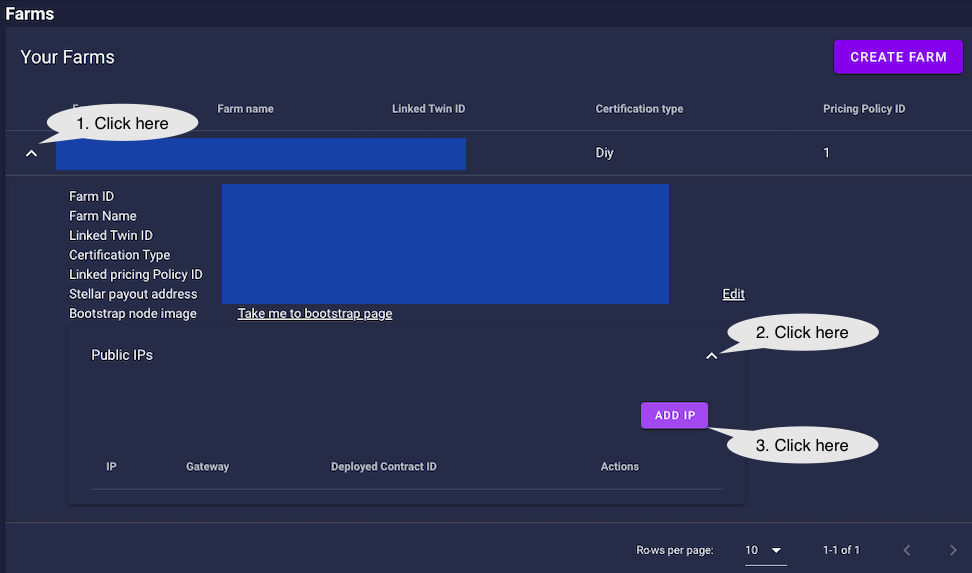 Farms
Your Farms
CREATE FARM
1. Click here
Farm name
Linked Twin ID
Certification type
Pricing Policy ID
Diy
1
Farm ID
Farm Name
Linked Twin ID
Certification Type
Linked pricing Policy ID
Stellar payout address
Edit
Bootstrap node image
Take me to bootstrap page
2. Click here
Public IPs
ADD IP
3. Click here
IP
Gateway
Deployed Contract ID
Actions
Rows per page:
10
1-1 of 1